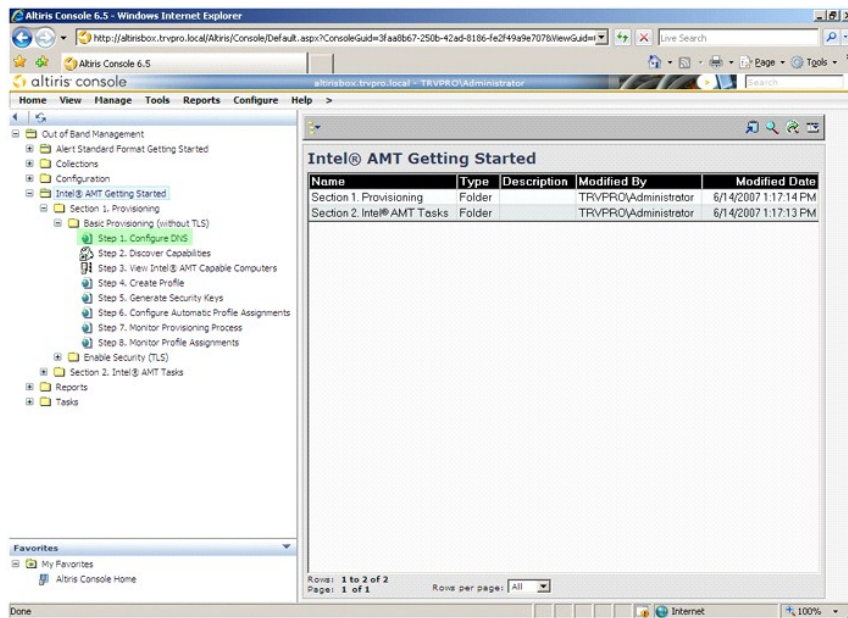 Altiris Console 6.5 - Windows Internet Explorer
http://altirisbox.trvpro.local/Altiris/Console/Default.aspx?ConsoleGuid=3faa8b67-250b-42ad-8186-fe2f49a9e707&ViewGuid=
Live Search
Altiris Console 6.5
Page
Tools
altiris console
altirisbox.trvpro.local - TRVPRO\Administrator
Search
Home View Manage Tools Reports Configure Help >
Out of Band Management
Alert Standard Format Getting Started
Collections
Configuration
Intel® AMT Getting Started
Section 1. Provisioning
Basic Provisioning (without TLS)
Step 1. Configure DNS
Step 2. Discover Capabilities
Step 3. View Intel® AMT Capable Computers
Step 4. Create Profile
Step 5. Generate Security Keys
Step 6. Configure Automatic Profile Assignments
Step 7. Monitor Provisioning Process
Step 8. Monitor Profile Assignments
Enable Security (TLS)
Section 2. Intel® AMT Tasks
Reports
Tasks
Intel® AMT Getting Started
Name Type Description Modified By Modified Date
Section 1. Provisioning Folder TRVPRO\Administrator 6/14/2007 1:17:14 PM
Section 2. Intel® AMT Tasks Folder TRVPRO\Administrator 6/14/2007 1:17:13 PM
Favorites
My Favorites
Altiris Console Home
Rows: 1 to 2 of 2
Page: 1 of 1
Rows per page: All
Done
Internet
100%